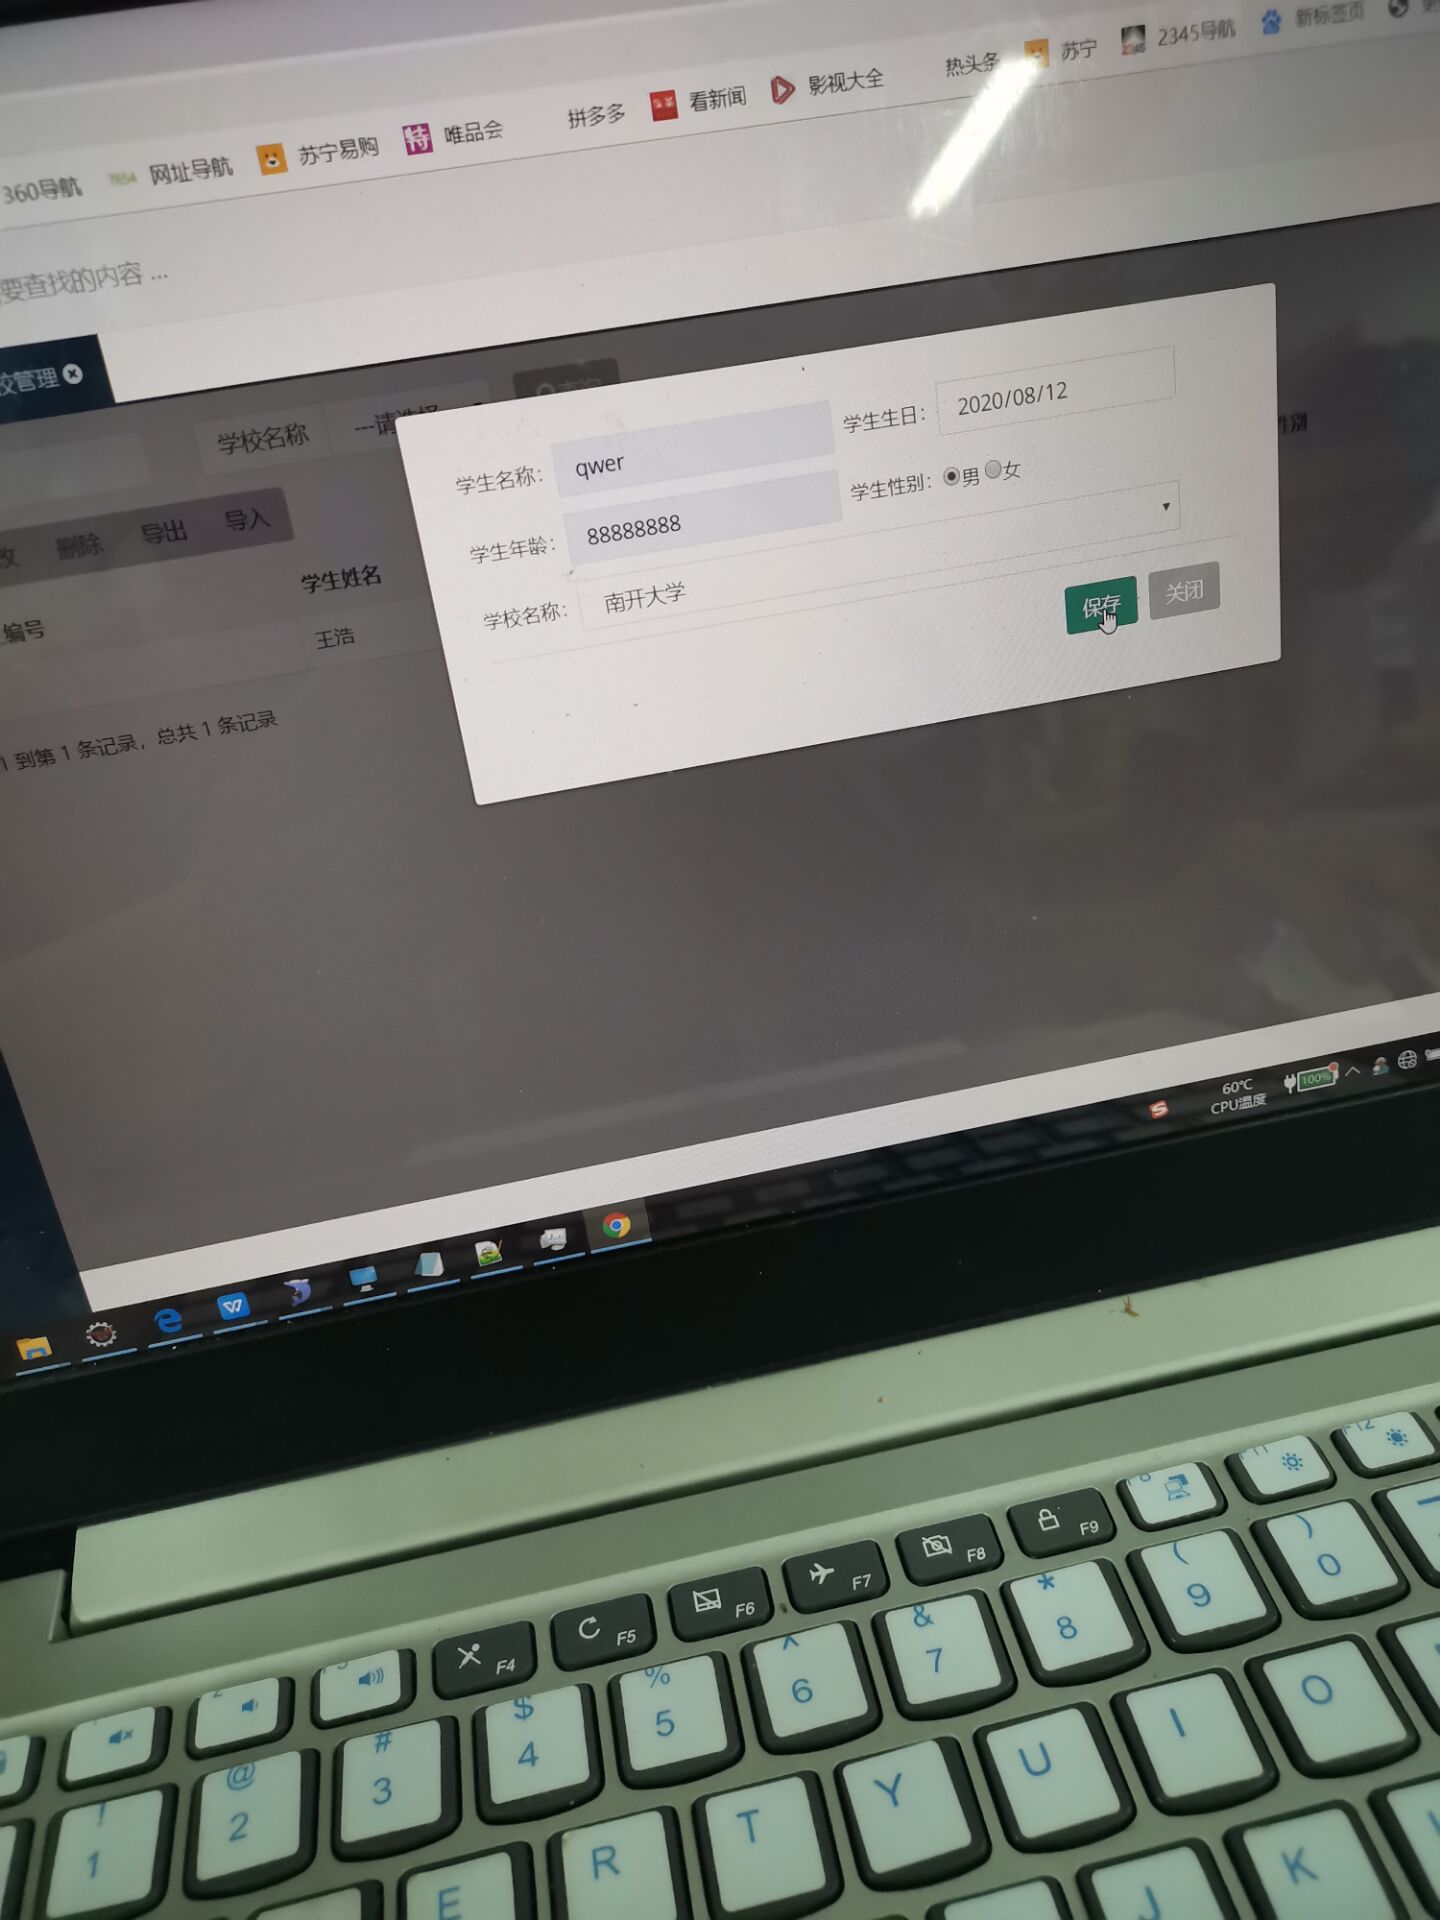 360导航 7654 网址导航 苏宁易购 特 唯品会 拼多多 看新闻 影视大全 热头条 苏宁 2345导航 新标签页
要查找的内容 ...
校管理
学校名称 ---请选择
查询
删除 导出 导入
性别
学生姓名
编号
王浩
1 到第 1 条记录，总共 1 条记录
学生名称: qwer 学生生日: 2020/08/12
学生年龄: 88888888 学生性别: 男 女
学校名称: 南开大学
保存 关闭
60℃
CPU温度
100%
F4 F5 F6 F7 F8 F9 F11 F12
! 1 @ 2 # 3 $ 4 % 5 ^ 6 & 7 * 8 ( 9 ) 0
E R T Y U I O
J K